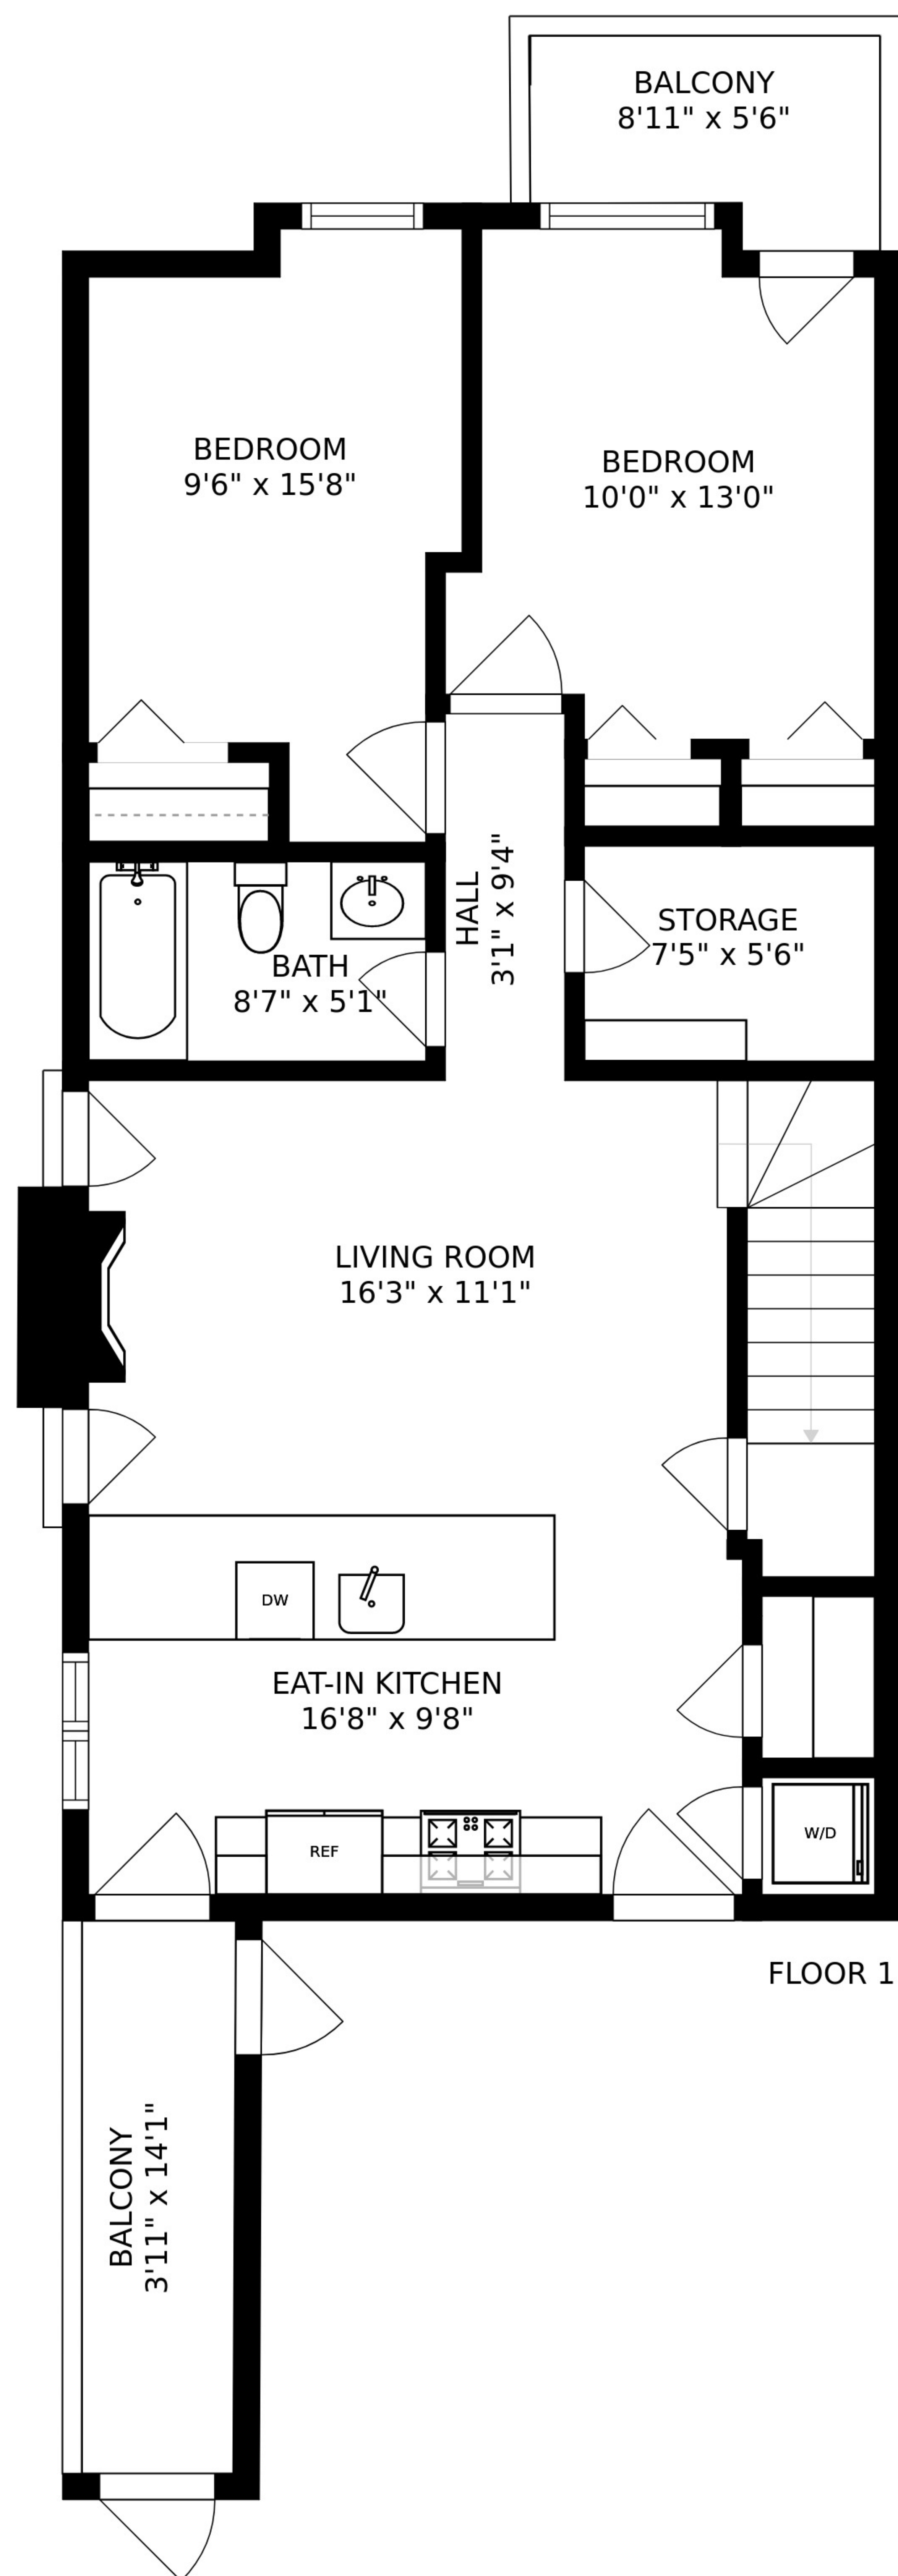 BALCONY
8'11" x 5'6"
BEDROOM
9'6" x 15'8"
BEDROOM
10'0" x 13'0"
HALL
3'1" x 9'4"
STORAGE
7'5" x 5'6"
BATH
8'7" x 5'1"
LIVING ROOM
16'3" x 11'1"
DW
EAT-IN KITCHEN
16'8" x 9'8"
REF
W/D
FLOOR 1
BALCONY
3'11" x 14'1"